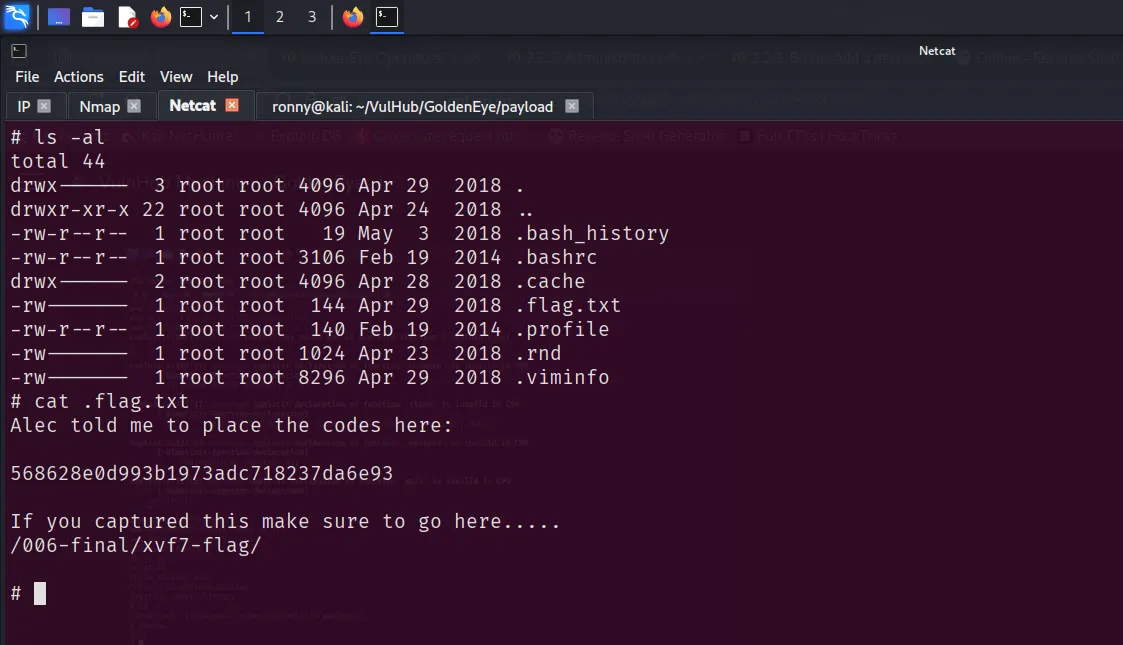 1 2 3
Netcat
File Actions Edit View Help
IP Nmap Netcat ronny@kali: ~/VulHub/GoldenEye/payload
# ls -al
total 44
drwx------ 3 root root 4096 Apr 29 2018 .
drwxr-xr-x 22 root root 4096 Apr 24 2018 ..
-rw-r--r-- 1 root root 19 May 3 2018 .bash_history
-rw-r--r-- 1 root root 3106 Feb 19 2014 .bashrc
drwx------ 2 root root 4096 Apr 28 2018 .cache
-rw------- 1 root root 144 Apr 29 2018 .flag.txt
-rw-r--r-- 1 root root 140 Feb 19 2014 .profile
-rw------- 1 root root 1024 Apr 23 2018 .rnd
-rw------- 1 root root 8296 Apr 29 2018 .viminfo
# cat .flag.txt
Alec told me to place the codes here:
568628e0d993b1973adc718237da6e93
If you captured this make sure to go here.....
/006-final/xvf7-flag/
#